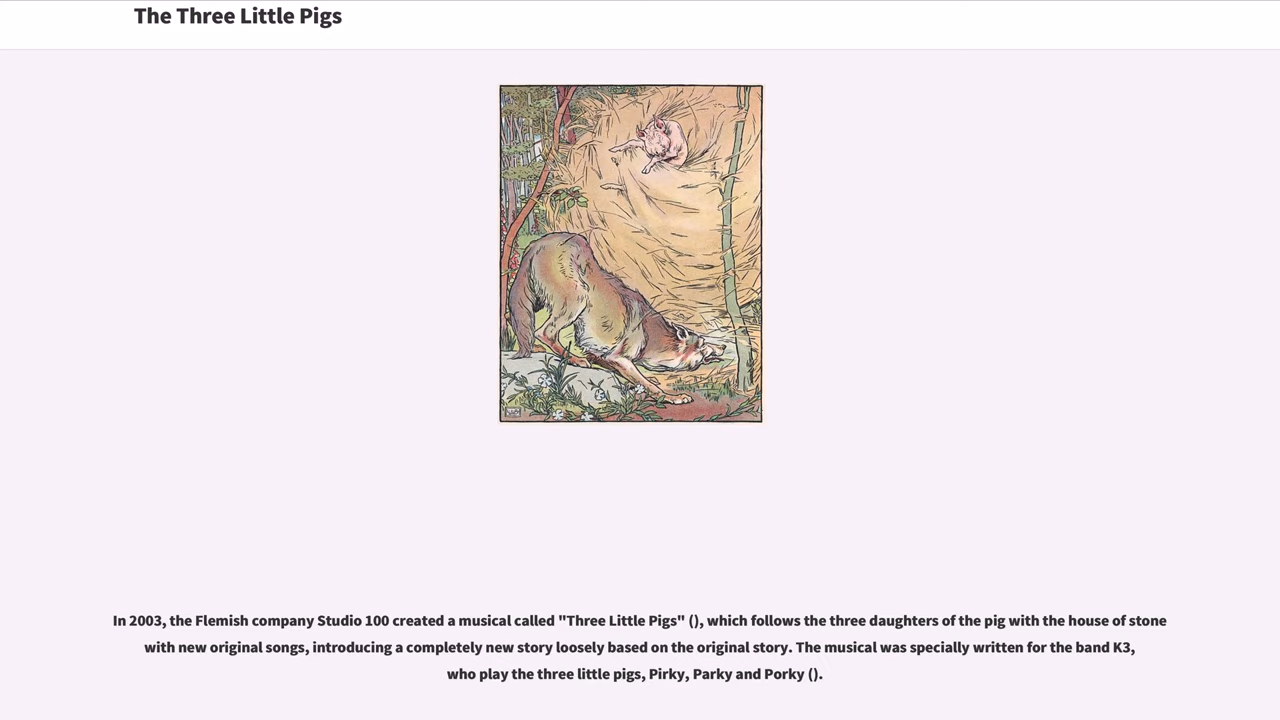 The Three Little Pigs
In 2003, the Flemish company Studio 100 created a musical called "Three Little Pigs" (), which follows the three daughters of the pig with the house of stone
with new original songs, introducing a completely new story loosely based on the original story. The musical was specially written for the band K3,
who play the three little pigs, Pirky, Parky and Porky ().